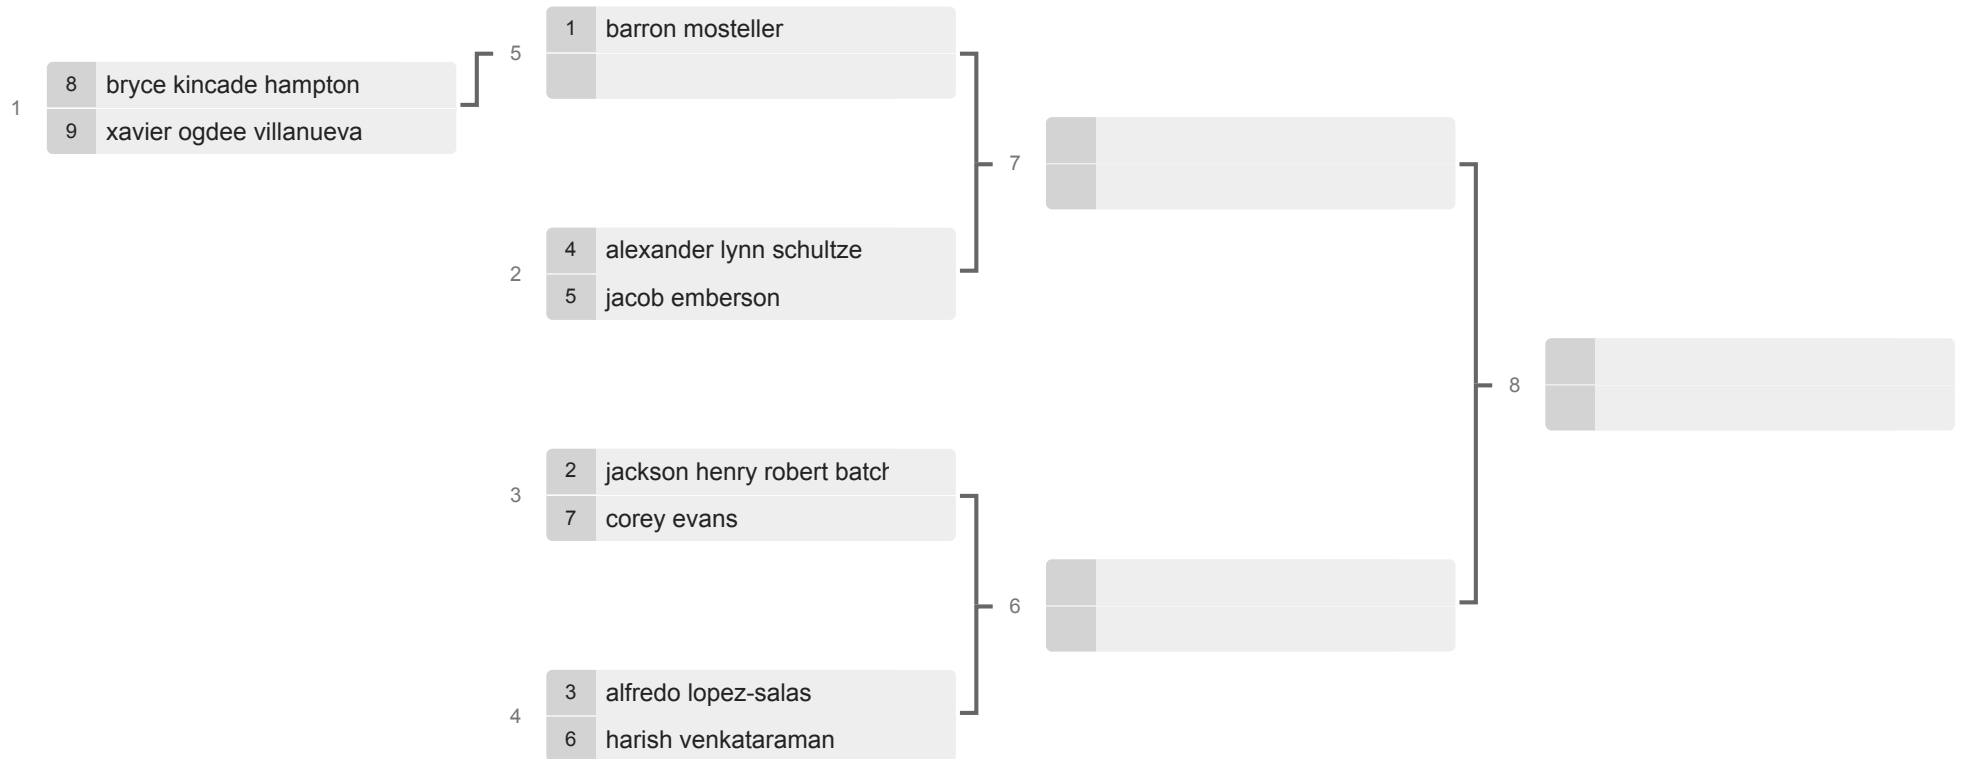 1
8 bryce kincade hampton
9 xavier ogdee villanueva
5
1 barron mosteller
2
4 alexander lynn schultze
5 jacob emberson
3
2 jackson henry robert
7 corey evans
4
3 alfredo lopez-salas
6 harish venkataraman
7
6
8